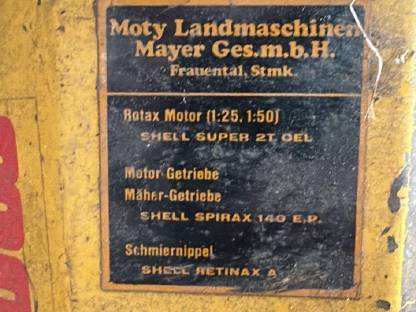 Moty Landmaschinen
Mayer Ges.m.b.H.
Frauental, Stmk.
Rotax Motor (1:25, 1:50)
SHELL SUPER 2T OEL
Motor-Getriebe
Mäher-Getriebe
SHELL SPIRAX 140 E.P.
Schmiernippel
SHELL RETINAX A